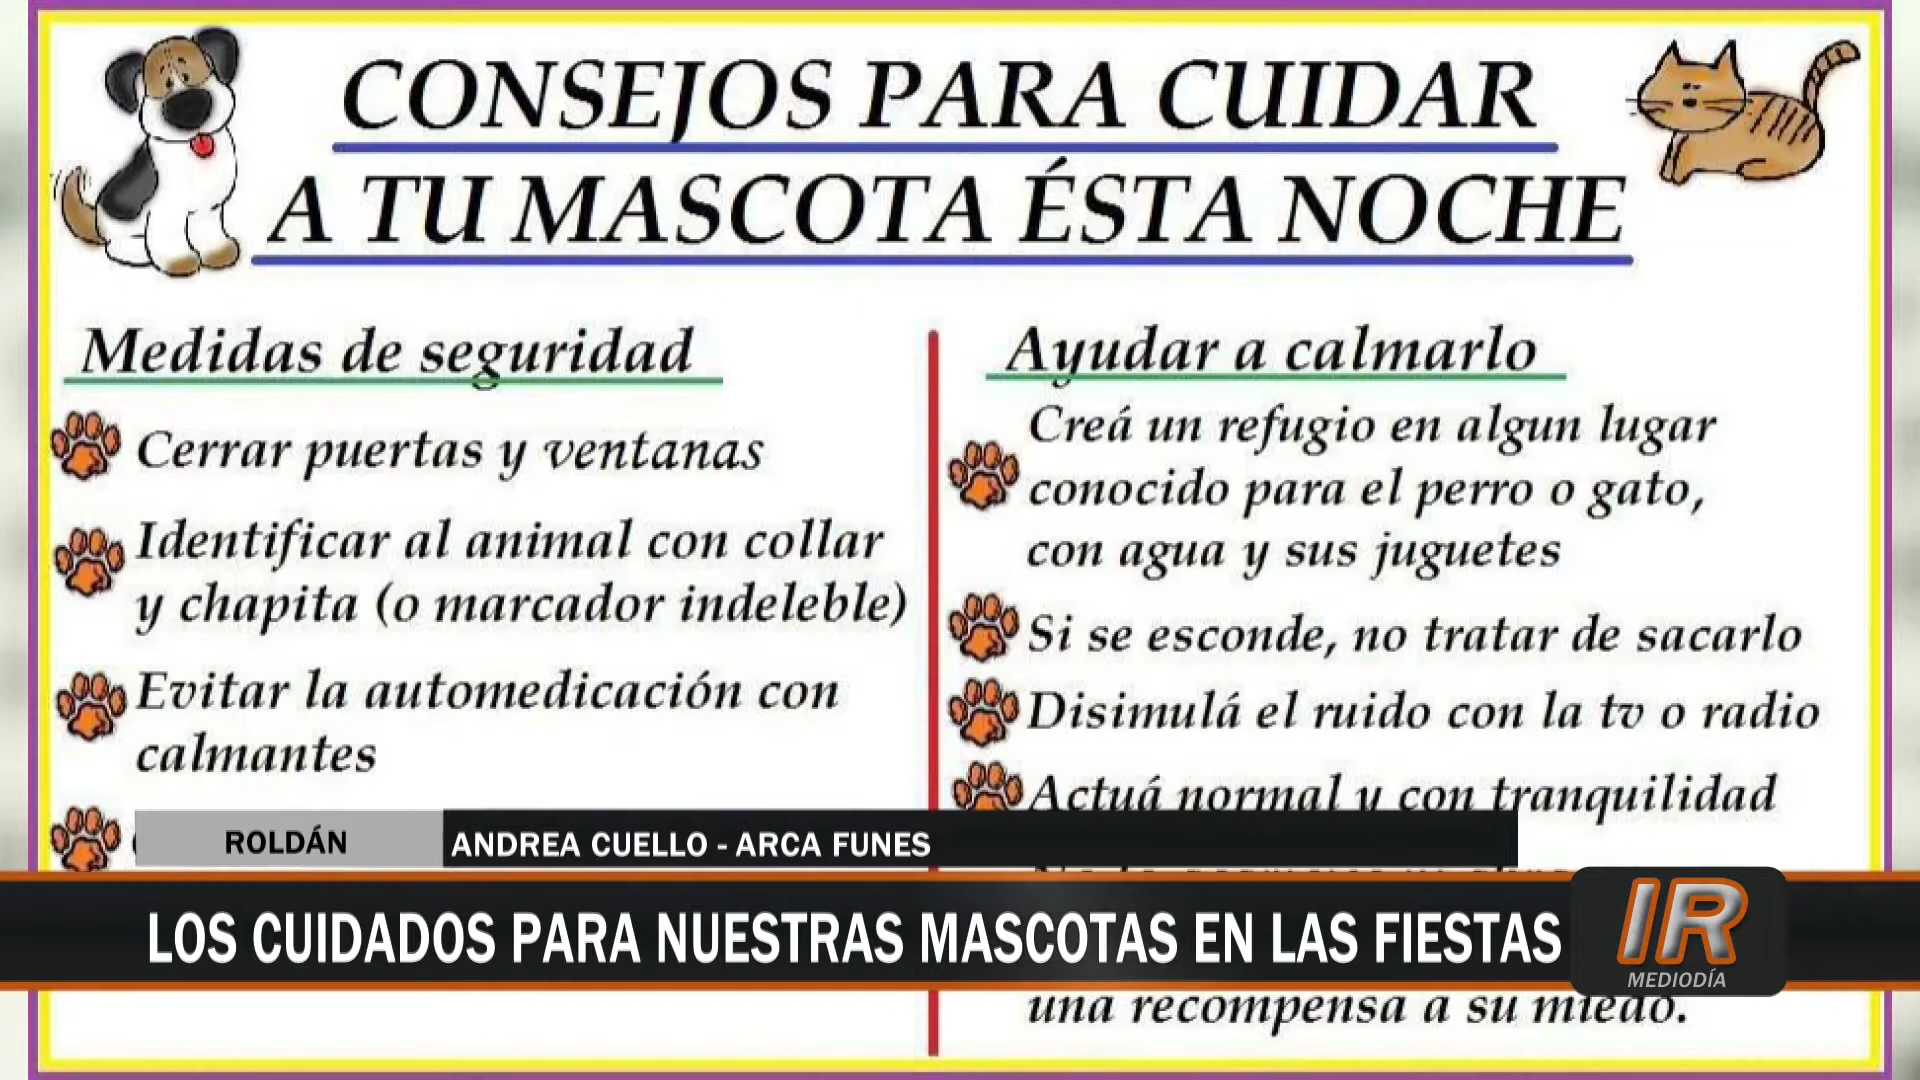 CONSEJOS PARA CUIDAR
A TU MASCOTA ÉSTA NOCHE
Medidas de seguridad
Cerrar puertas y ventanas
Identificar al animal con collar
y chapita (o marcador indeleble)
Evitar la automedicación con
calmantes
Ayudar a calmarlo
Creá un refugio en algun lugar
conocido para el perro o gato,
con agua y sus juguetes
Si se esconde, no tratar de sacarlo
Disimulá el ruido con la tv o radio
Actuá normal y con tranquilidad
una recompensa a su miedo.
ROLDÁN
ANDREA CUELLO - ARCA FUNES
LOS CUIDADOS PARA NUESTRAS MASCOTAS EN LAS FIESTAS
IR
MEDIODÍA